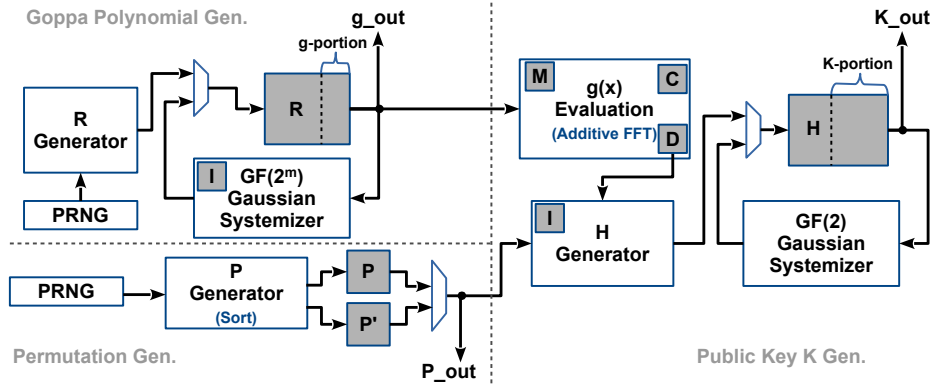 Goppa Polynomial Gen.
g_out
K_out
g-portion
K-portion
R
Generator
PRNG
R
I
GF(2ᵐ)
Gaussian
Systemizer
M
C
g(x)
Evaluation
(Additive FFT)
D
I
H
Generator
H
GF(2)
Gaussian
Systemizer
PRNG
P
Generator
(Sort)
P
P'
P_out
Permutation Gen.
Public Key K Gen.